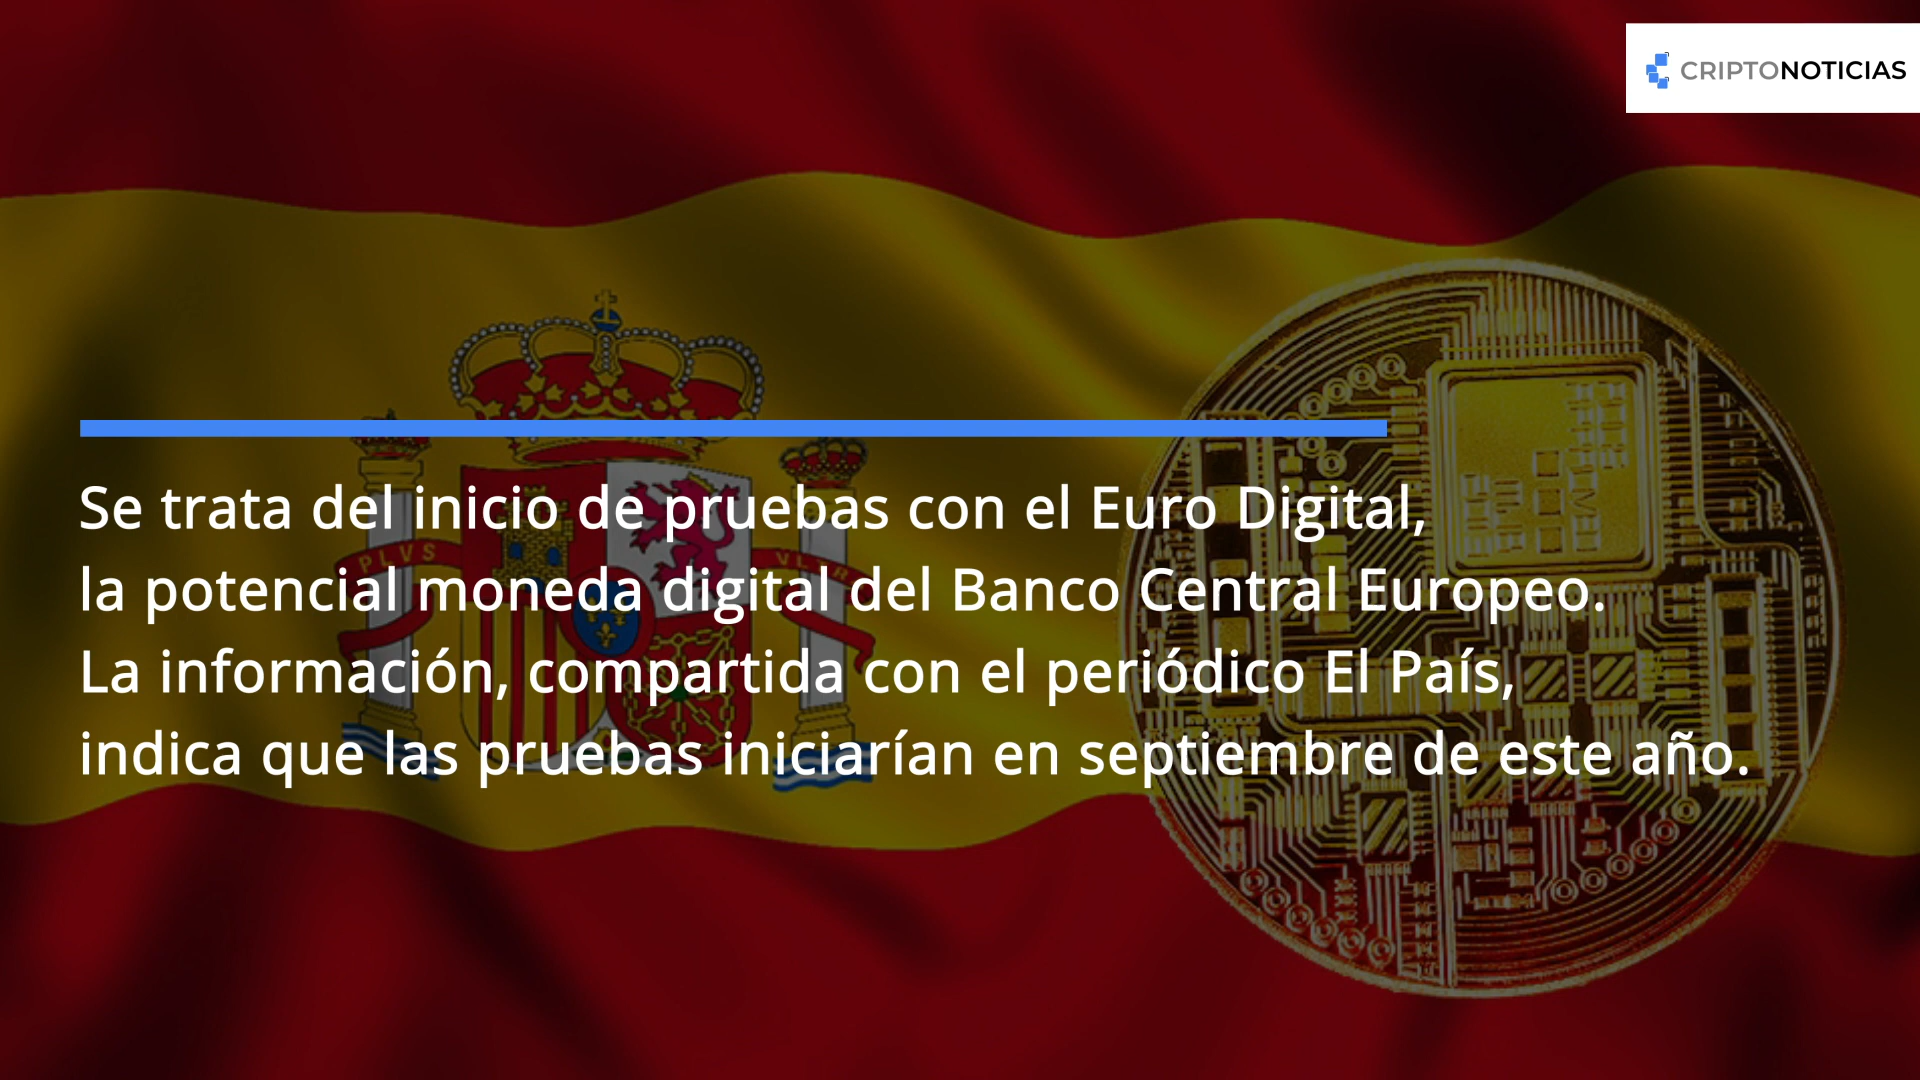 CRIPTONOTICIAS
Se trata del inicio de pruebas con el Euro Digital,
la potencial moneda digital del Banco Central Europeo.
La información, compartida con el periódico El País,
indica que las pruebas iniciarían en septiembre de este año.
PLVS